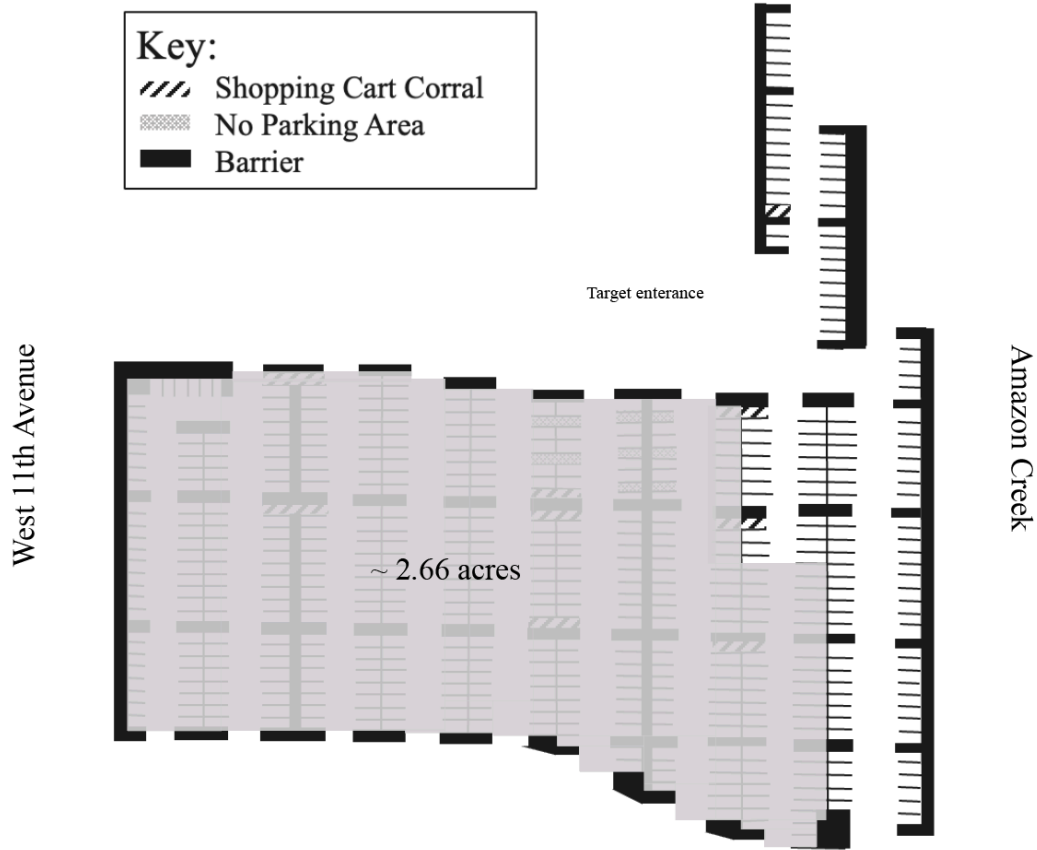 Key:
Shopping Cart Corral
No Parking Area
Barrier
Target enterance
West 11th Avenue
Amazon Creek
~ 2.66 acres